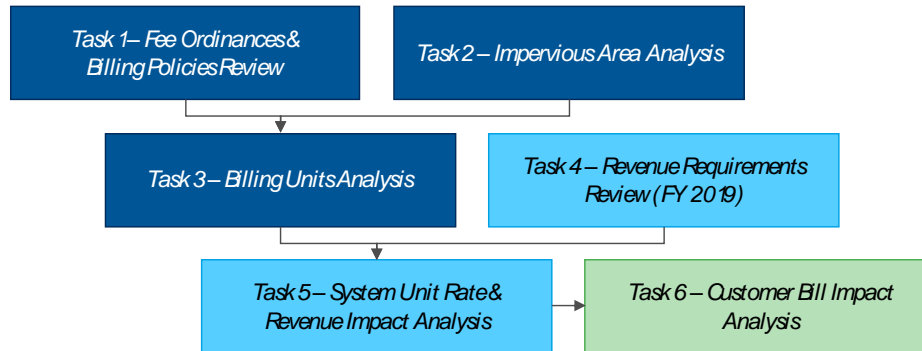 Task 1 – Fee Ordinances &
Billing Policies Review
Task 2 – Impervious Area Analysis
Task 3 – Billing Units Analysis
Task 4 – Revenue Requirements
Review (FY 2019)
Task 5 – System Unit Rate &
Revenue Impact Analysis
Task 6 – Customer Bill Impact
Analysis